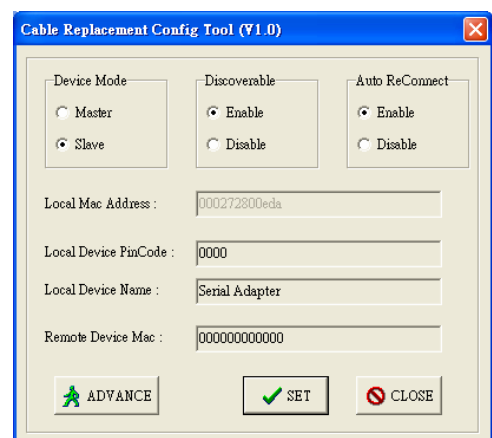 Cable Replacement Config Tool (V1.0)
Device Mode
Master
Slave
Discoverable
Enable
Disable
Auto ReConnect
Enable
Disable
Local Mac Address : 000272800eda
Local Device PinCode : 0000
Local Device Name : Serial Adapter
Remote Device Mac : 000000000000
ADVANCE SET CLOSE